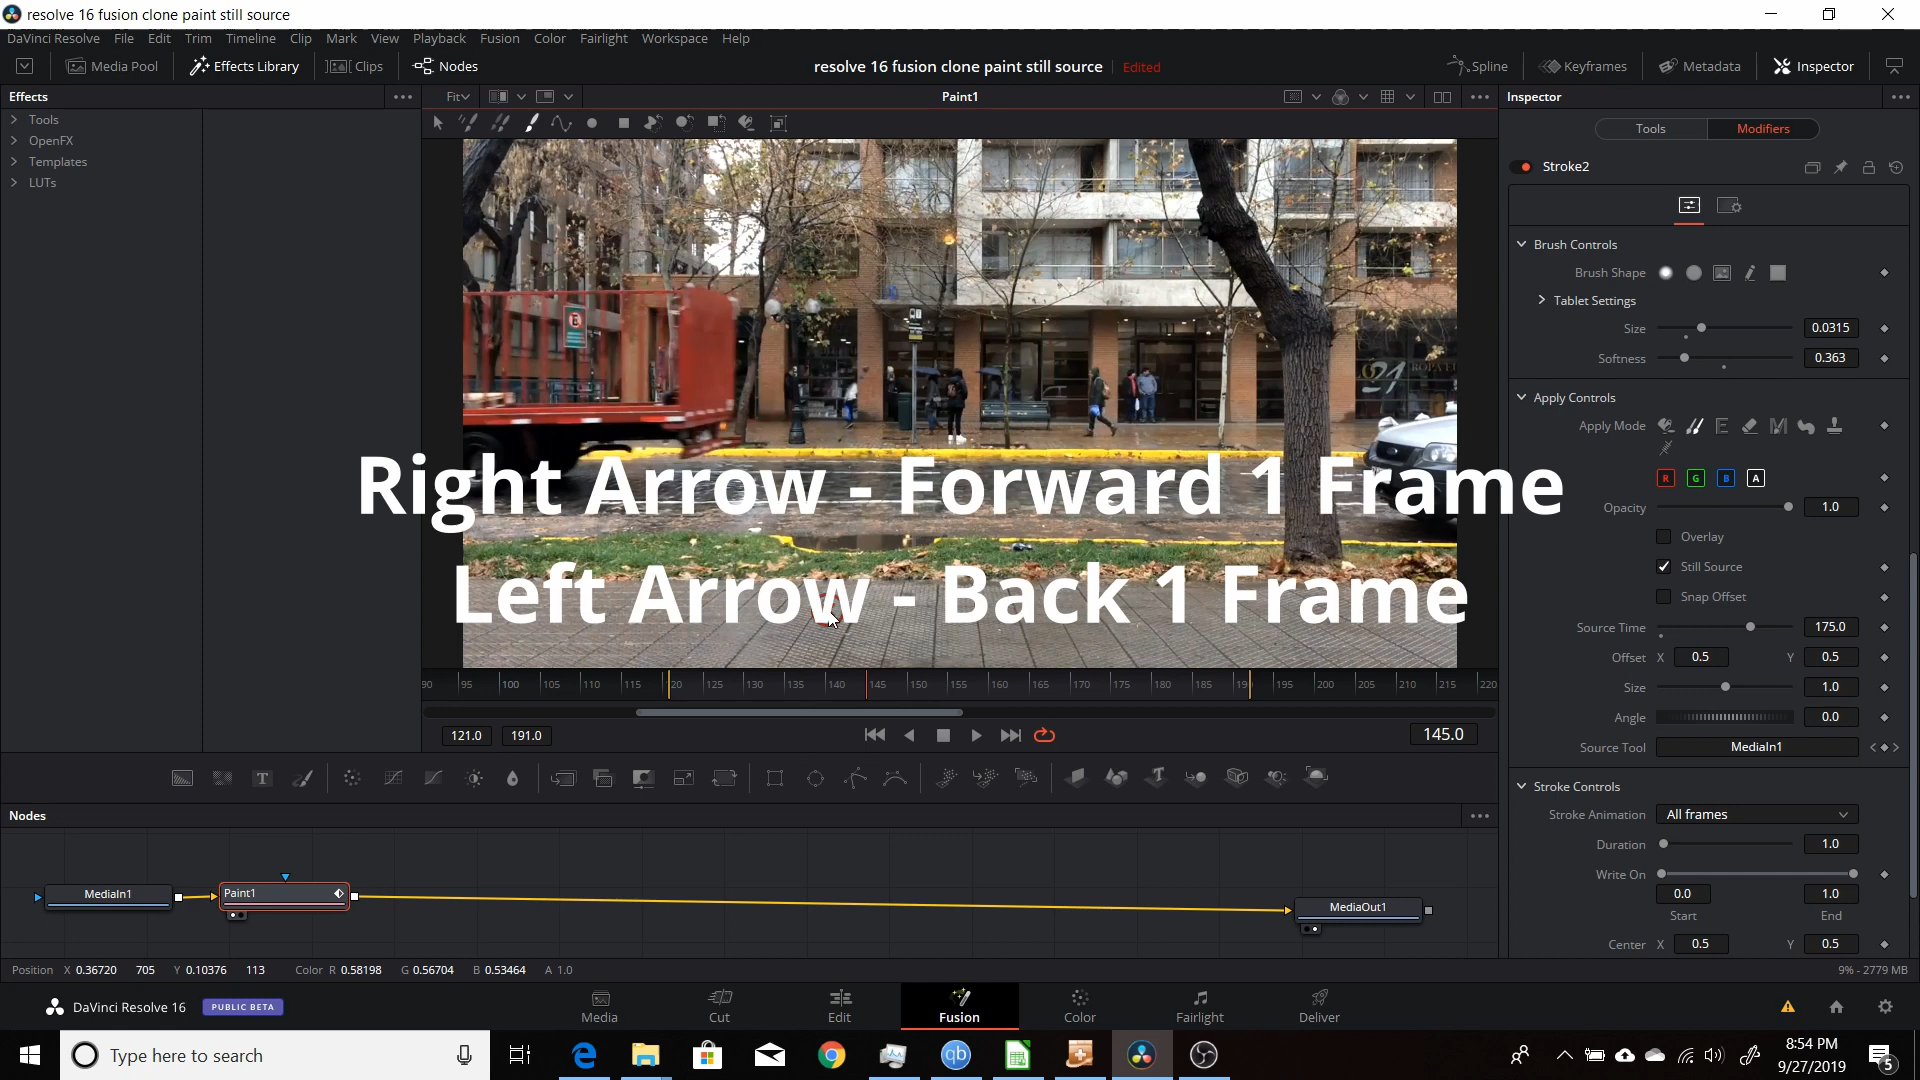 resolve 16 fusion clone paint still source
DaVinci Resolve File Edit Trim Timeline Clip Mark View Playback Fusion Color Fairlight Workspace Help
Media Pool Effects Library Clips Nodes resolve 16 fusion clone paint still source Edited Spline Keyframes Metadata Inspector
Effects Fit Paint1 Inspector
Tools
OpenFX
Templates
LUTs
Tools Modifiers
Stroke2
Brush Controls
Brush Shape
Tablet Settings
Size 0.0315
Softness 0.363
Apply Controls
Apply Mode
R G B A
Opacity 1.0
Overlay
Still Source
Snap Offset
Source Time 175.0
Offset X 0.5 Y 0.5
Size 1.0
Angle 0.0
Source Tool MediaIn1
Stroke Controls
Stroke Animation All frames
Duration 1.0
Write On
0.0 1.0
Start End
Center X 0.5 Y 0.5
Right Arrow - Forward 1 Frame
Left Arrow - Back 1 Frame
90 95 100 105 110 115 120 125 130 135 140 145 150 155 160 165 170 175 180 185 190 195 200 205 210 215 220
121.0 191.0 145.0
Nodes
MediaIn1 Paint1 MediaOut1
Position X 0.36720 705 Y 0.10376 113 Color R 0.58198 G 0.56704 B 0.53464 A 1.0 9% - 2779 MB
DaVinci Resolve 16 PUBLIC BETA Media Cut Edit Fusion Color Fairlight Deliver
Type here to search
8:54 PM
9/27/2019
5